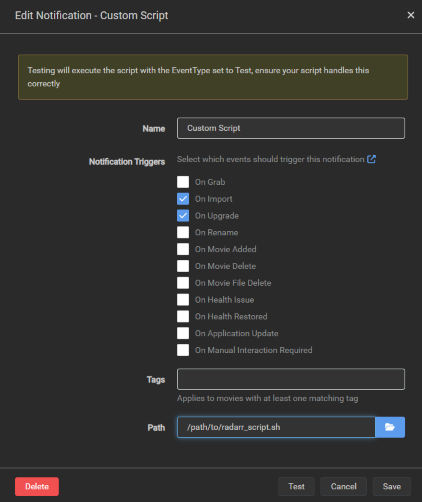 Edit Notification - Custom Script
Testing will execute the script with the EventType set to Test, ensure your script handles this
correctly
Name
Custom Script
Notification Triggers
Select which events should trigger this notification
On Grab
On Import
On Upgrade
On Rename
On Movie Added
On Movie Delete
On Movie File Delete
On Health Issue
On Health Restored
On Application Update
On Manual Interaction Required
Tags
Applies to movies with at least one matching tag
Path
/path/to/radarr_script.sh
Delete
Test
Cancel
Save